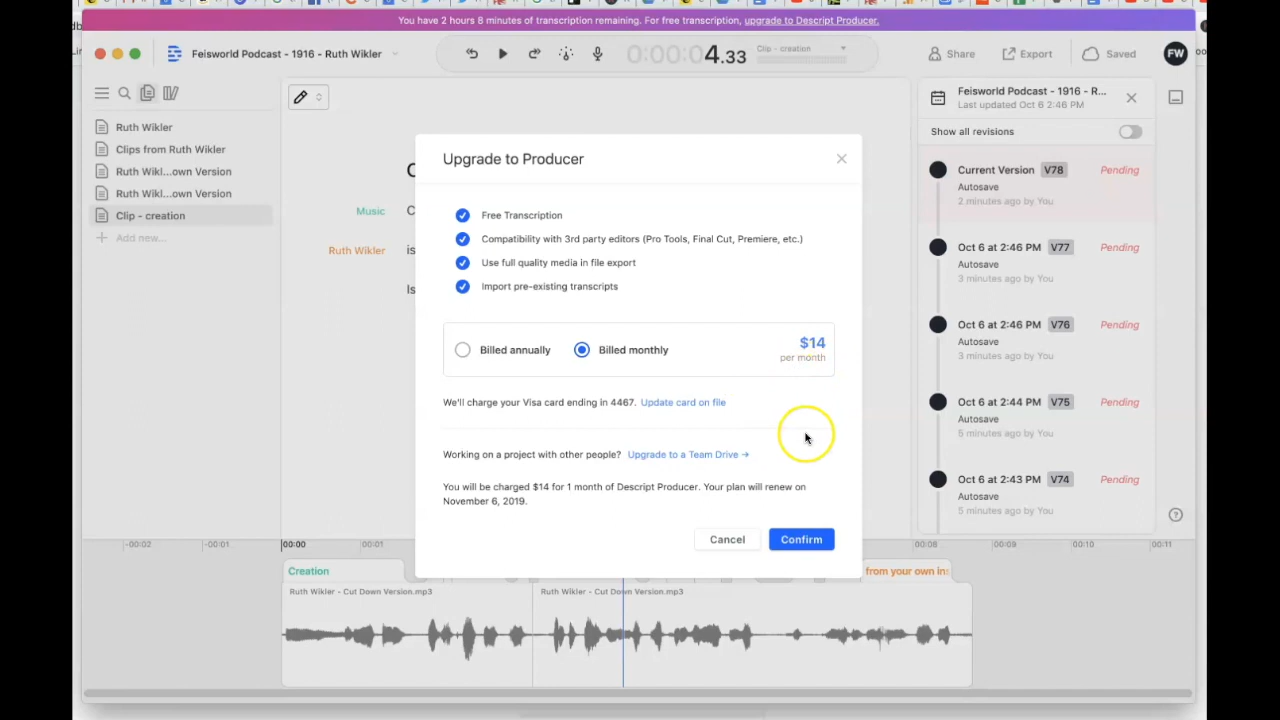 You have 2 hours 8 minutes of transcription remaining. For free transcription, upgrade to Descript Producer.
Feisworld Podcast - 1916 - Ruth Wikler
0:00:04.33
Clip - creation
Share
Export
Saved
FW
Ruth Wikler
Clips from Ruth Wikler
Ruth Wikl...own Version
Ruth Wikl...own Version
Clip - creation
Add new...
Music
Ruth Wikler
is
Is
Upgrade to Producer
Free Transcription
Compatibility with 3rd party editors (Pro Tools, Final Cut, Premiere, etc.)
Use full quality media in file export
Import pre-existing transcripts
Billed annually
Billed monthly
$14
per month
We'll charge your Visa card ending in 4467. Update card on file
Working on a project with other people? Upgrade to a Team Drive →
You will be charged $14 for 1 month of Descript Producer. Your plan will renew on
November 6, 2019.
Cancel
Confirm
Feisworld Podcast - 1916 - R...
Last updated Oct 6 2:46 PM
Show all revisions
Current Version V78 Pending
Autosave
2 minutes ago by You
Oct 6 at 2:46 PM V77 Pending
Autosave
3 minutes ago by You
Oct 6 at 2:46 PM V76 Pending
Autosave
3 minutes ago by You
Oct 6 at 2:44 PM V75 Pending
Autosave
5 minutes ago by You
Oct 6 at 2:43 PM V74 Pending
Autosave
5 minutes ago by You
-00:02 -00:01 00:00 00:01 00:08 00:09 00:10 00:11
Creation
from your own in
Ruth Wikler - Cut Down Version.mp3
Ruth Wikler - Cut Down Version.mp3